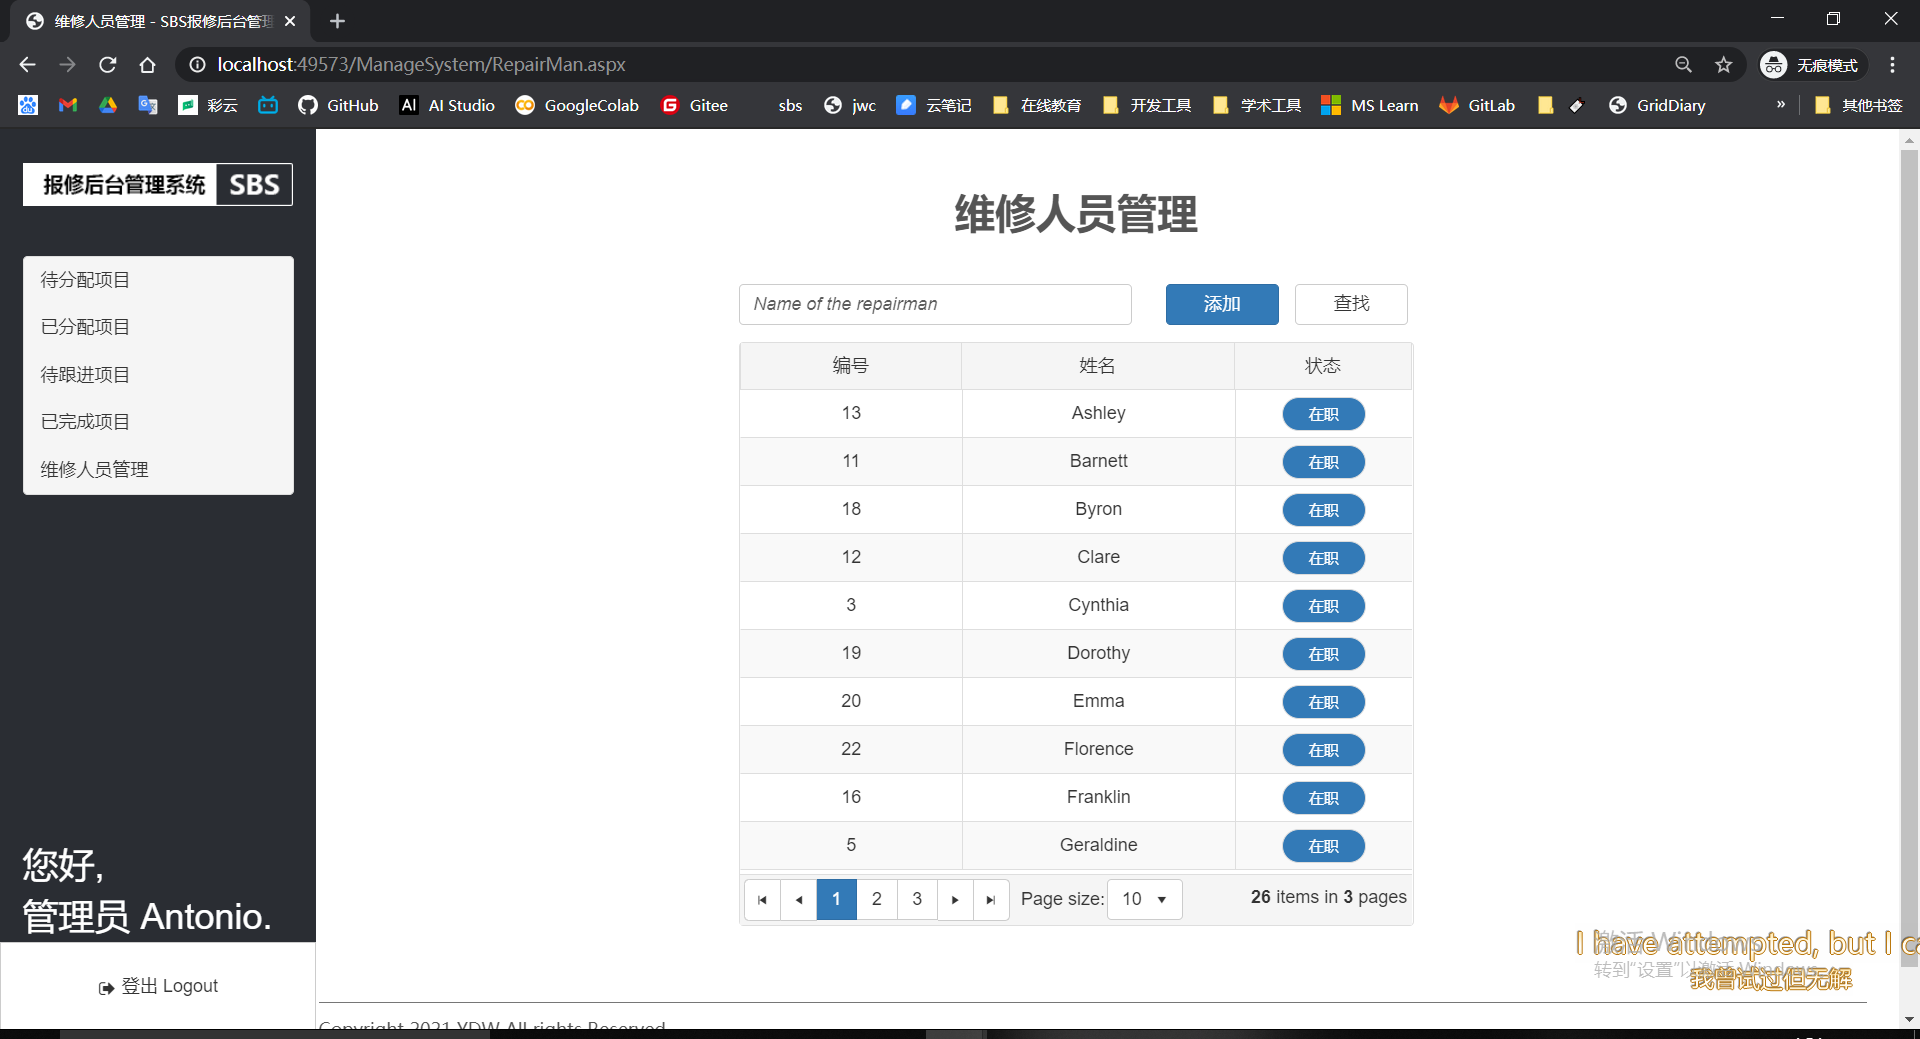 维修人员管理 - SBS报修后台管理
localhost:49573/ManageSystem/RepairMan.aspx
无痕模式
彩云 GitHub AI AI Studio GoogleColab Gitee sbs jwc 云笔记 在线教育 开发工具 学术工具 MS Learn GitLab GridDiary » 其他书签
报修后台管理系统 SBS
待分配项目
已分配项目
待跟进项目
已完成项目
维修人员管理
您好,
管理员 Antonio.
登出 Logout
维修人员管理
Name of the repairman 添加 查找
编号 姓名 状态
13 Ashley 在职
11 Barnett 在职
18 Byron 在职
12 Clare 在职
3 Cynthia 在职
19 Dorothy 在职
20 Emma 在职
22 Florence 在职
16 Franklin 在职
5 Geraldine 在职
1 2 3 Page size: 10 26 items in 3 pages
激活 Windows
转到"设置"以激活 Windows。
I have attempted, but I ca
我曾试过但无解
Copyright 2021 YDW All rights Reserved